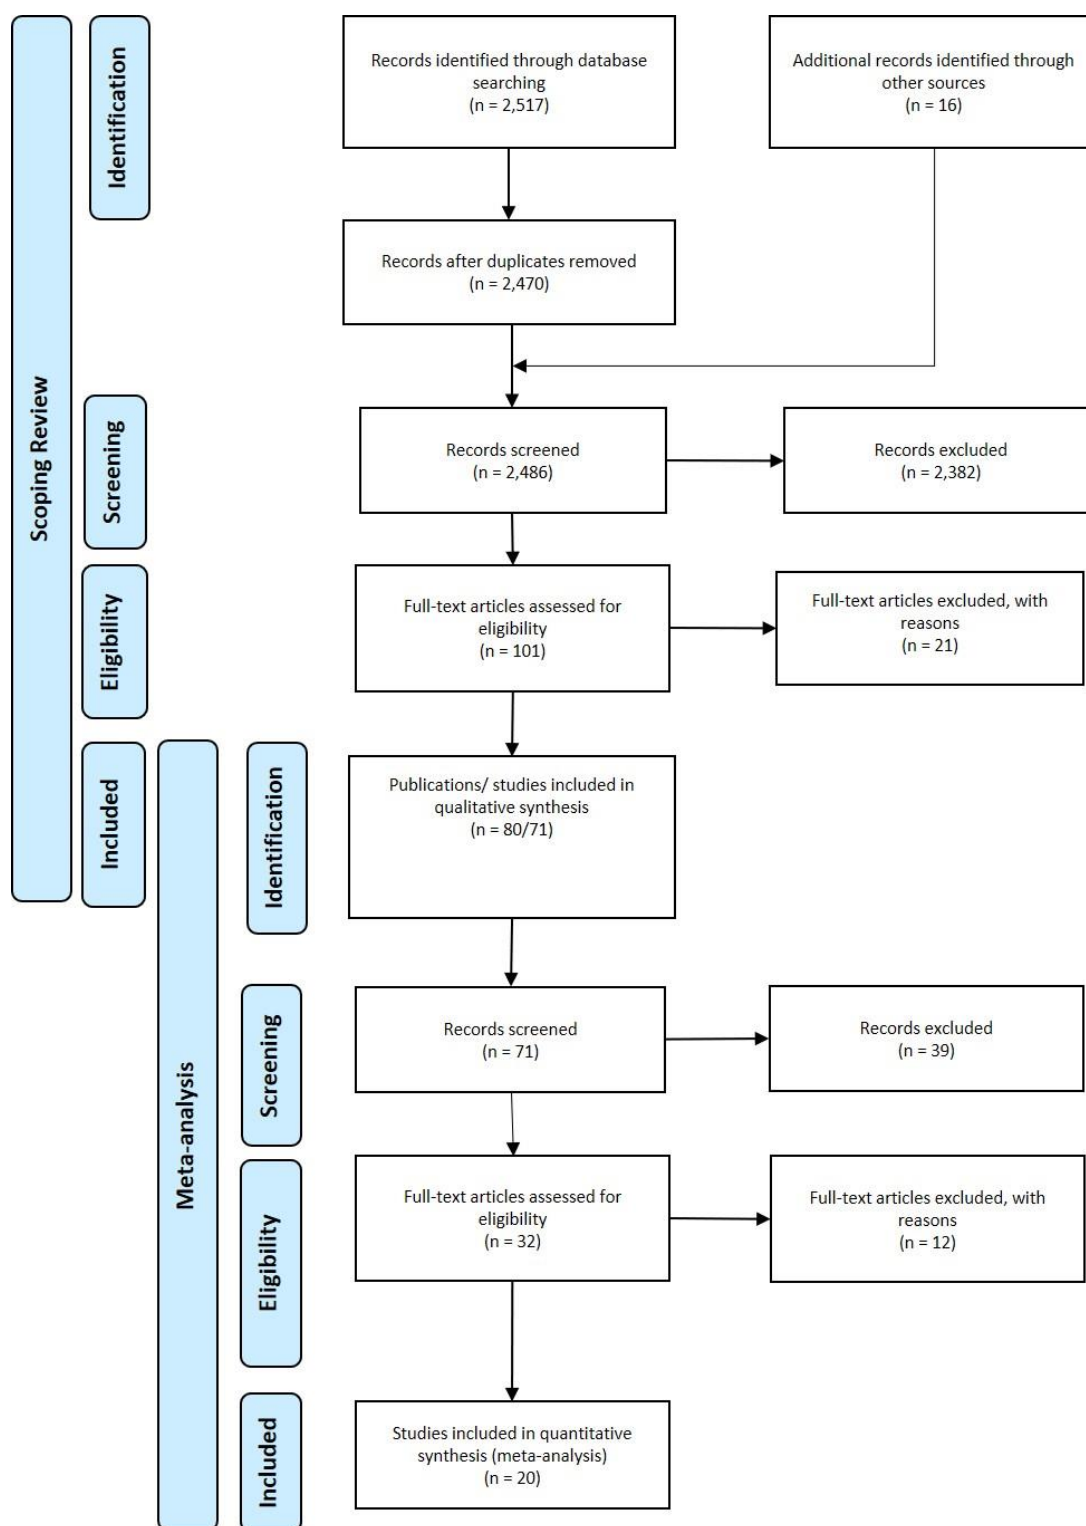 Scoping Review
Identification
Records identified through database
searching
(n = 2,517)
Additional records identified through
other sources
(n = 16)
Records after duplicates removed
(n = 2,470)
Screening
Records screened
(n = 2,486)
Records excluded
(n = 2,382)
Eligibility
Full-text articles assessed for
eligibility
(n = 101)
Full-text articles excluded, with
reasons
(n = 21)
Included
Meta-analysis
Identification
Publications/ studies included in
qualitative synthesis
(n = 80/71)
Screening
Records screened
(n = 71)
Records excluded
(n = 39)
Eligibility
Full-text articles assessed for
eligibility
(n = 32)
Full-text articles excluded, with
reasons
(n = 12)
Included
Studies included in quantitative
synthesis (meta-analysis)
(n = 20)